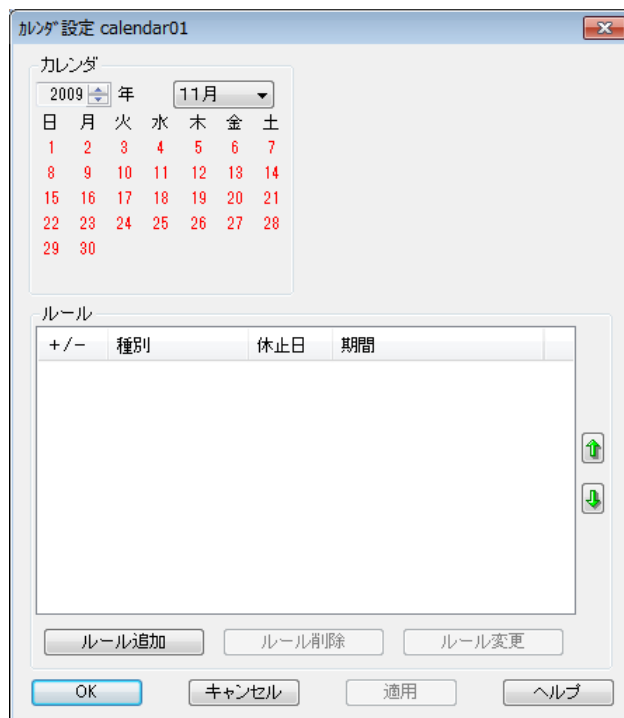 ｶﾚﾝﾀﾞ設定 calendar01
カレンダ
2009 年 11月
日 月 火 水 木 金 土
1 2 3 4 5 6 7
8 9 10 11 12 13 14
15 16 17 18 19 20 21
22 23 24 25 26 27 28
29 30
ルール
+/- 種別 休止日 期間
ルール追加 ルール削除 ルール変更
OK キャンセル 適用 ヘルプ